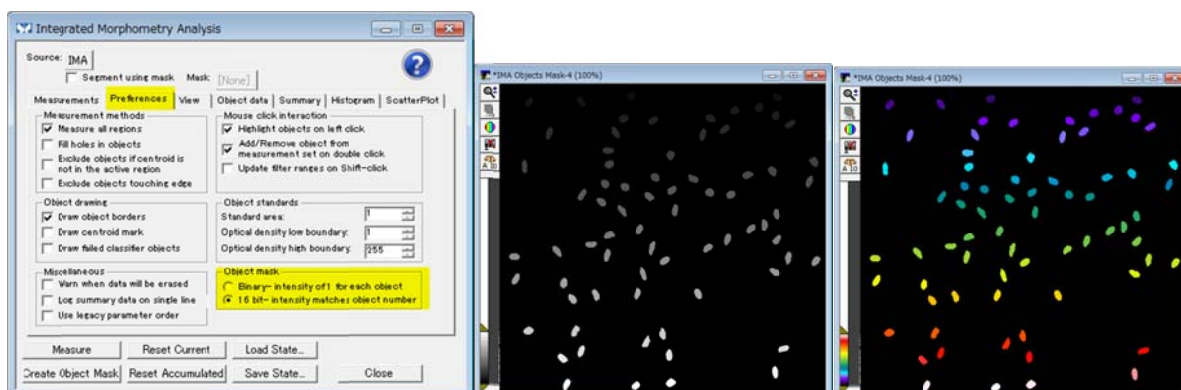 Integrated Morphometry Analysis
Source: IMA
Segment using mask Mask: [None]
Measurements Preferences View Object data Summary Histogram ScatterPlot
Measurement methods
Measure all regions
Fill holes in objects
Exclude objects if centroid is
not in the active region
Exclude objects touching edge
Mouse click interaction
Highlight objects on left click
Add/Remove object from
measurement set on double click
Update filter ranges on Shift-click
Object drawing
Draw object borders
Draw centroid mark
Draw failed classifier objects
Object standards
Standard area: 1
Optical density low boundary: 1
Optical density high boundary: 255
Miscellaneous
Warn when data will be erased
Log summary data on single line
Use legacy parameter order
Object mask
Binary- intensity of 1 for each object
16 bit- intensity matches object number
Measure Reset Current Load State...
Create Object Mask Reset Accumulated Save State... Close
*IMA Objects Mask-4 (100%)
*IMA Objects Mask-4 (100%)